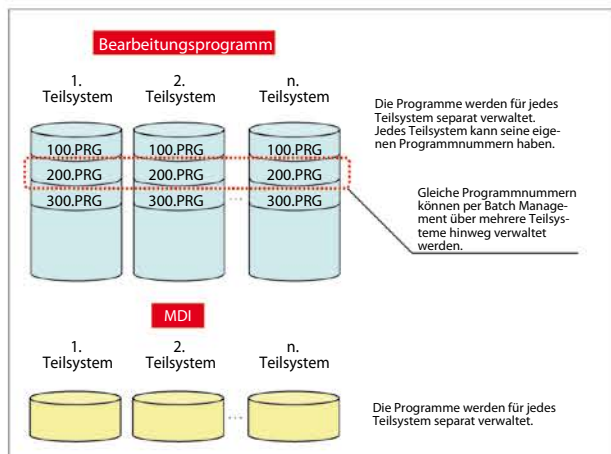 Bearbeitungsprogramm
1. Teilsystem
2. Teilsystem
n. Teilsystem
100.PRG 100.PRG 100.PRG
200.PRG 200.PRG 200.PRG
300.PRG 300.PRG ... 300.PRG
Die Programme werden für jedes
Teilsystem separat verwaltet.
Jedes Teilsystem kann seine eige-
nen Programmnummern haben.
Gleiche Programmnummern
können per Batch Manage-
ment über mehrere Teilsys-
teme hinweg verwaltet
werden.
MDI
1. Teilsystem
2. Teilsystem
n. Teilsystem
...
Die Programme werden für jedes
Teilsystem separat verwaltet.